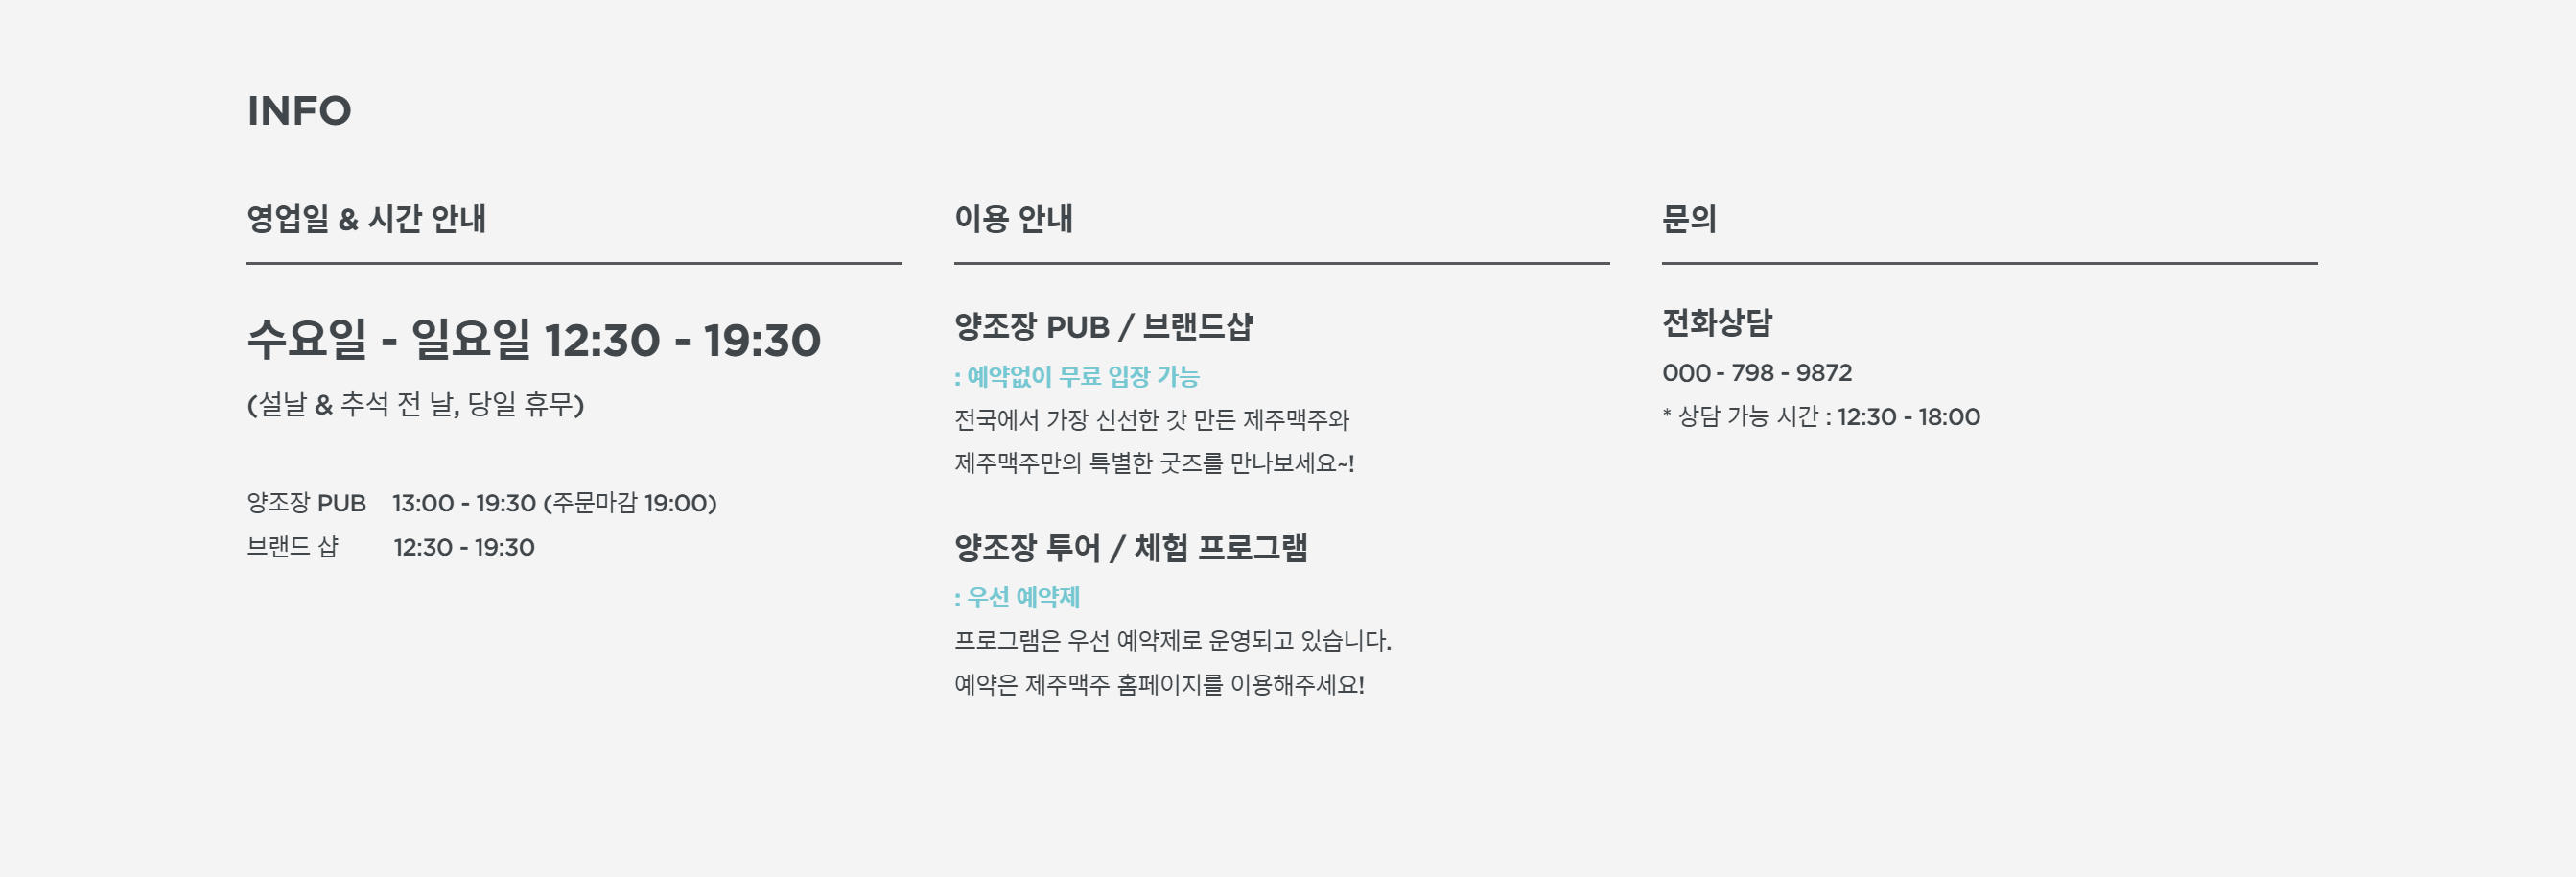 INFO
영업일 & 시간 안내
수요일 - 일요일 12:30 - 19:30
(설날 & 추석 전 날, 당일 휴무)
양조장 PUB 13:00 - 19:30 (주문마감 19:00)
브랜드 샵 12:30 - 19:30
이용 안내
양조장 PUB / 브랜드샵
: 예약없이 무료 입장 가능
전국에서 가장 신선한 갓 만든 제주맥주와
제주맥주만의 특별한 굿즈를 만나보세요~!
양조장 투어 / 체험 프로그램
: 우선 예약제
프로그램은 우선 예약제로 운영되고 있습니다.
예약은 제주맥주 홈페이지를 이용해주세요!
문의
전화상담
000 - 798 - 9872
* 상담 가능 시간 : 12:30 - 18:00